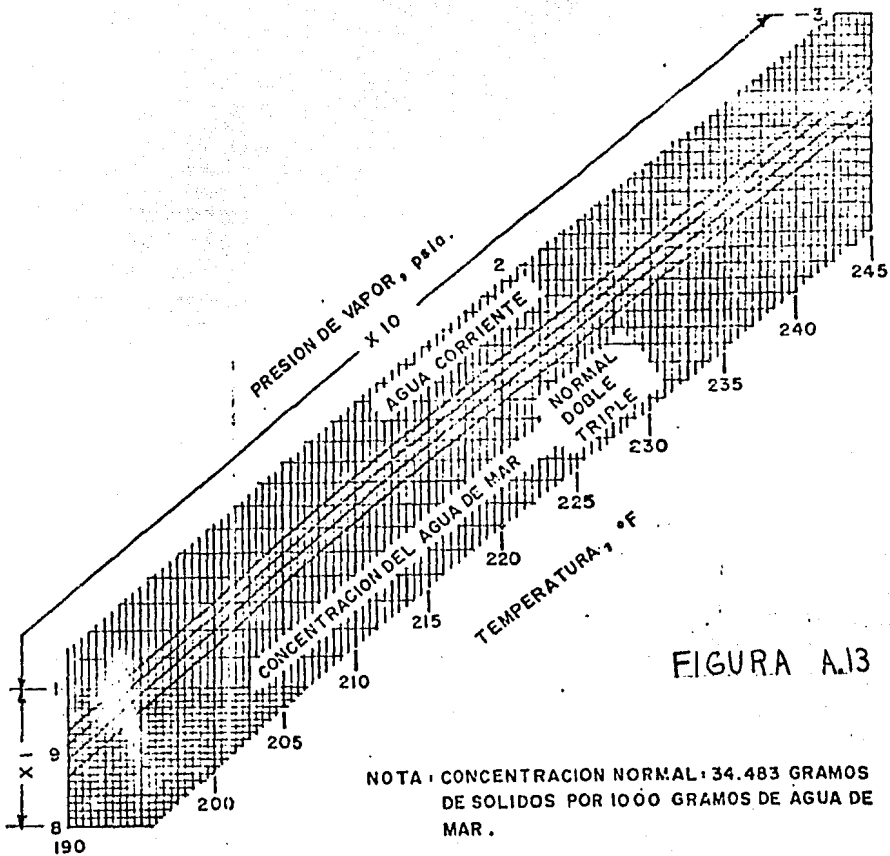 3
PRESION DE VAPOR, psia.
X 10
2
AGUA CORRIENTE
NORMAL
DOBLE
TRIPLE
CONCENTRACION DEL AGUA DE MAR
TEMPERATURA, °F
245
240
235
230
225
220
215
210
205
200
190
1
9
8
X 1
FIGURA A.13
NOTA: CONCENTRACION NORMAL: 34.483 GRAMOS
DE SOLIDOS POR 1000 GRAMOS DE AGUA DE
MAR.